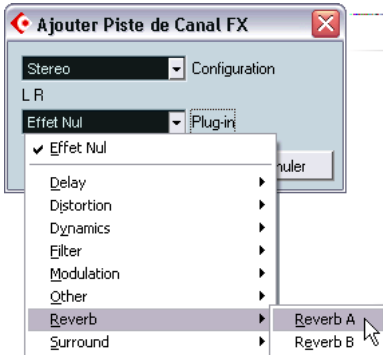 Ajouter Piste de Canal FX
Stereo Configuration
L R
Effet Nul Plug-in
Effet Nul
nuler
Delay
Distortion
Dynamics
Filter
Modulation
Other
Reverb Reverb A
Surround Reverb B